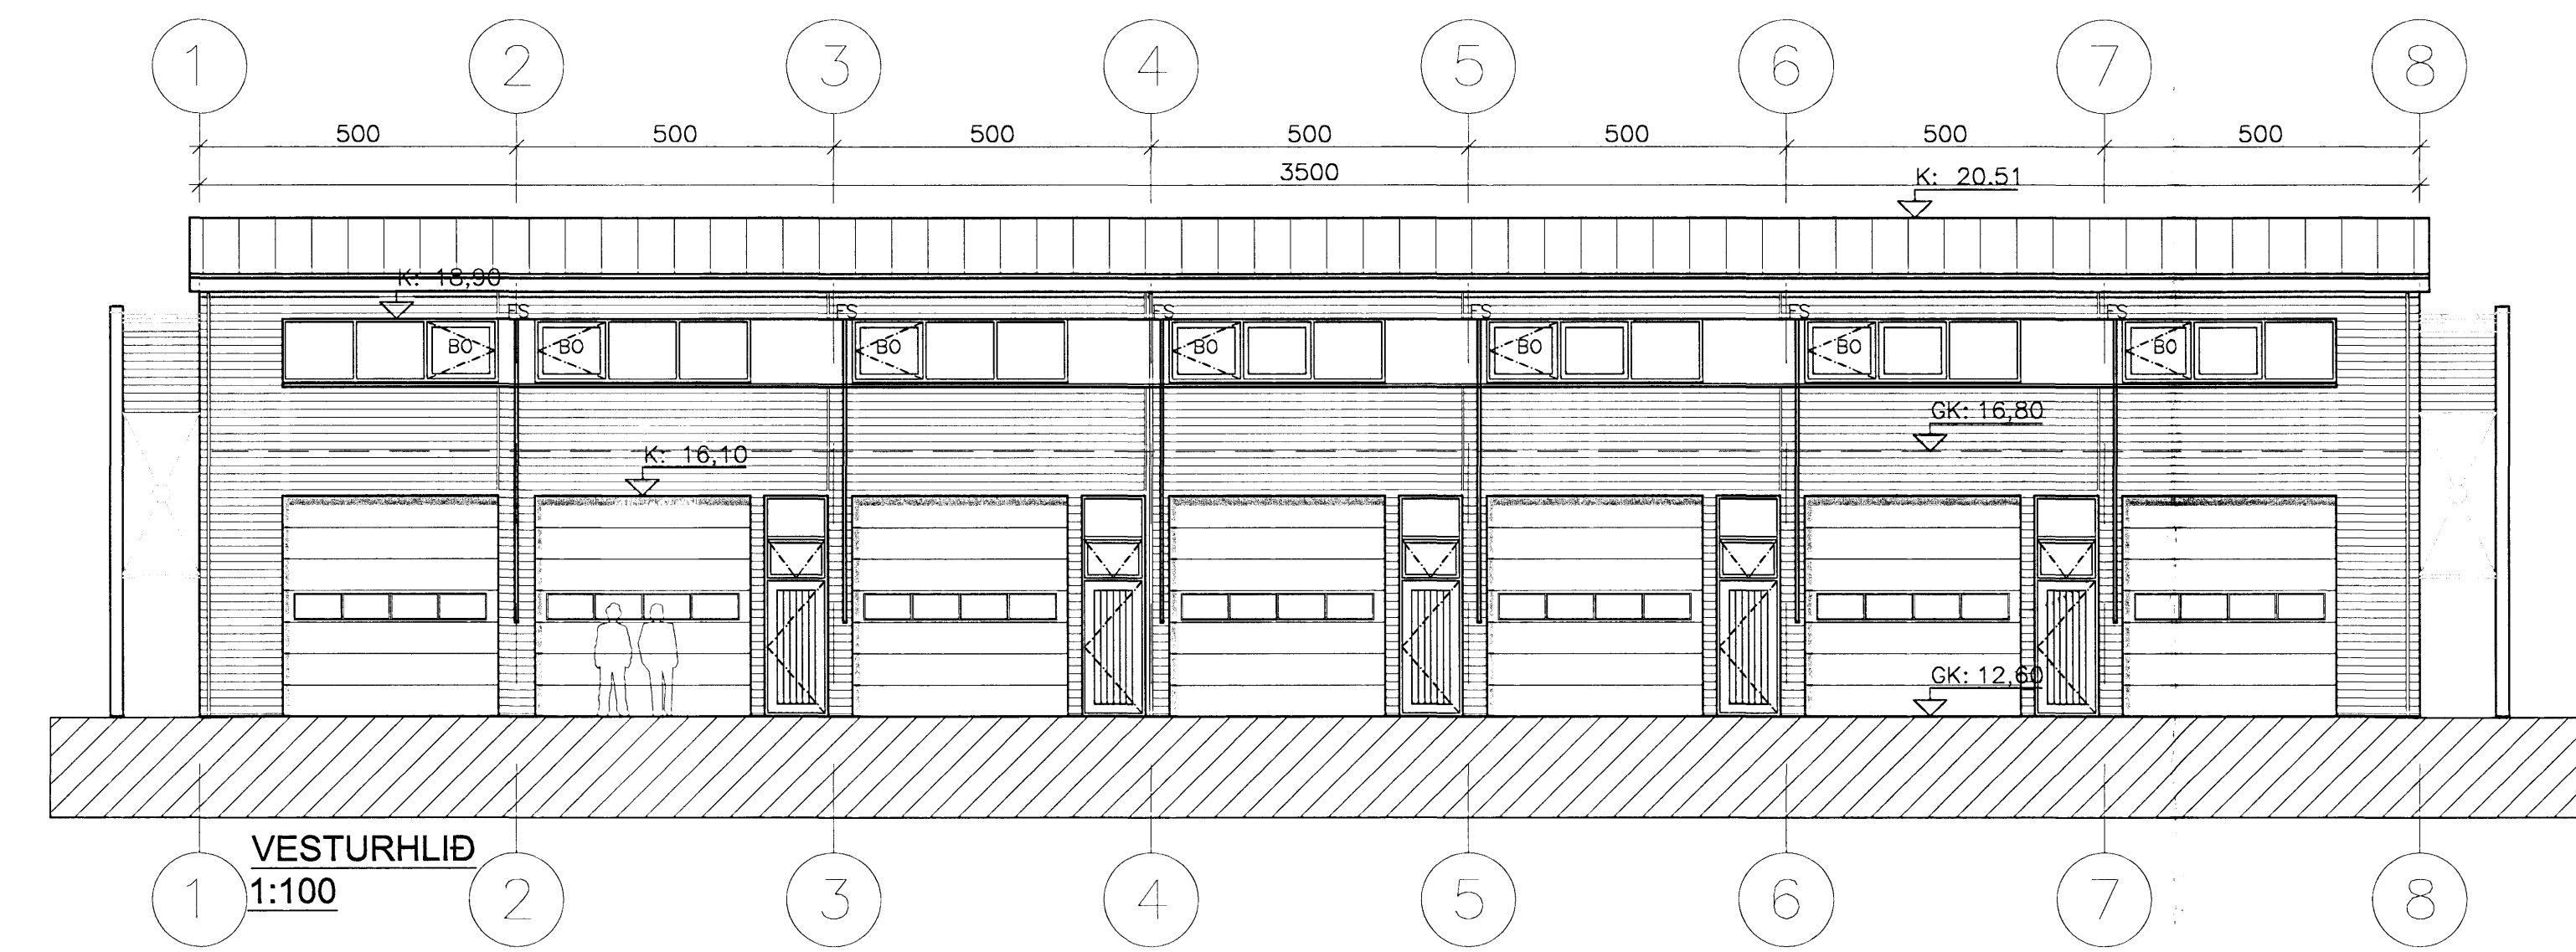 1 2 3 4 5 6 7 8
500 500 500 500 500 500 500
3500
K: 20.51
K: 18,90
FS FS FS FS FS FS FS
BO BO BO BO BO BO BO
GK: 16,80
K: 16,10
GK: 12,60
VESTURHLIÐ
1:100
1 2 3 4 5 6 7 8